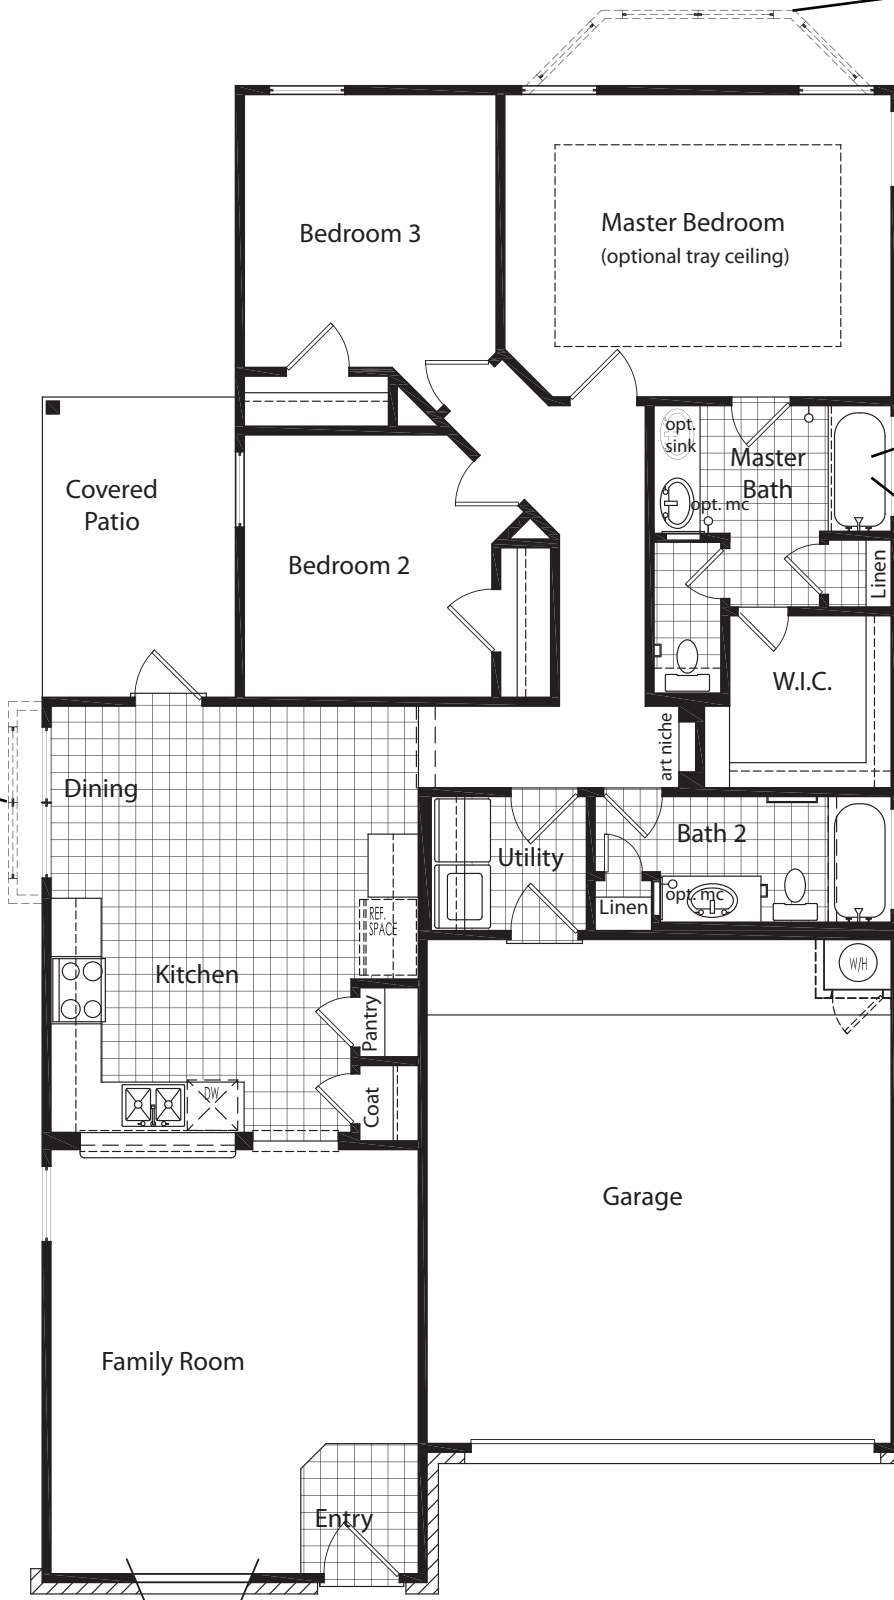 Bedroom 3
Master Bedroom
(optional tray ceiling)
opt.
sink
Master
Bath
opt. mc
Covered
Patio
Bedroom 2
Linen
W.I.C.
art niche
Dining
Utility
Bath 2
opt. mc
Linen
REF.
SPACE
Kitchen
W/H
Pantry
DW
Coat
Garage
Family Room
Entry